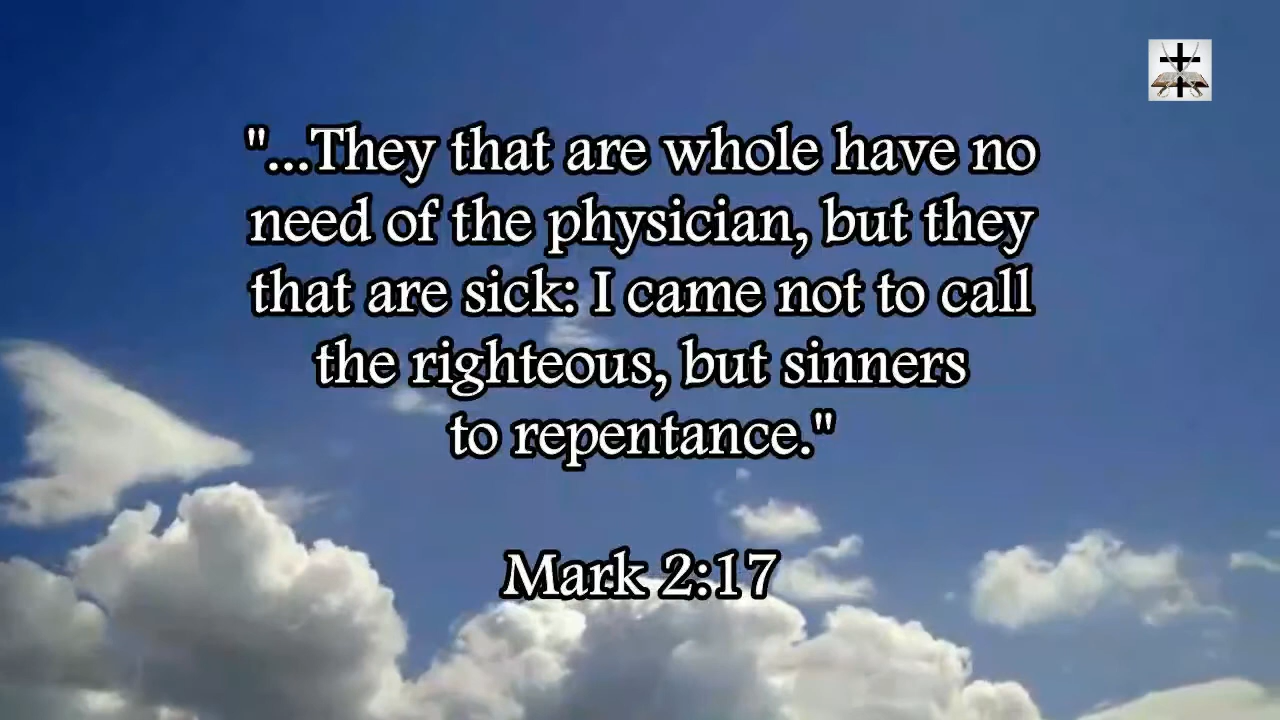 "...They that are whole have no
need of the physician, but they
that are sick: I came not to call
the righteous, but sinners
to repentance."
Mark 2:17